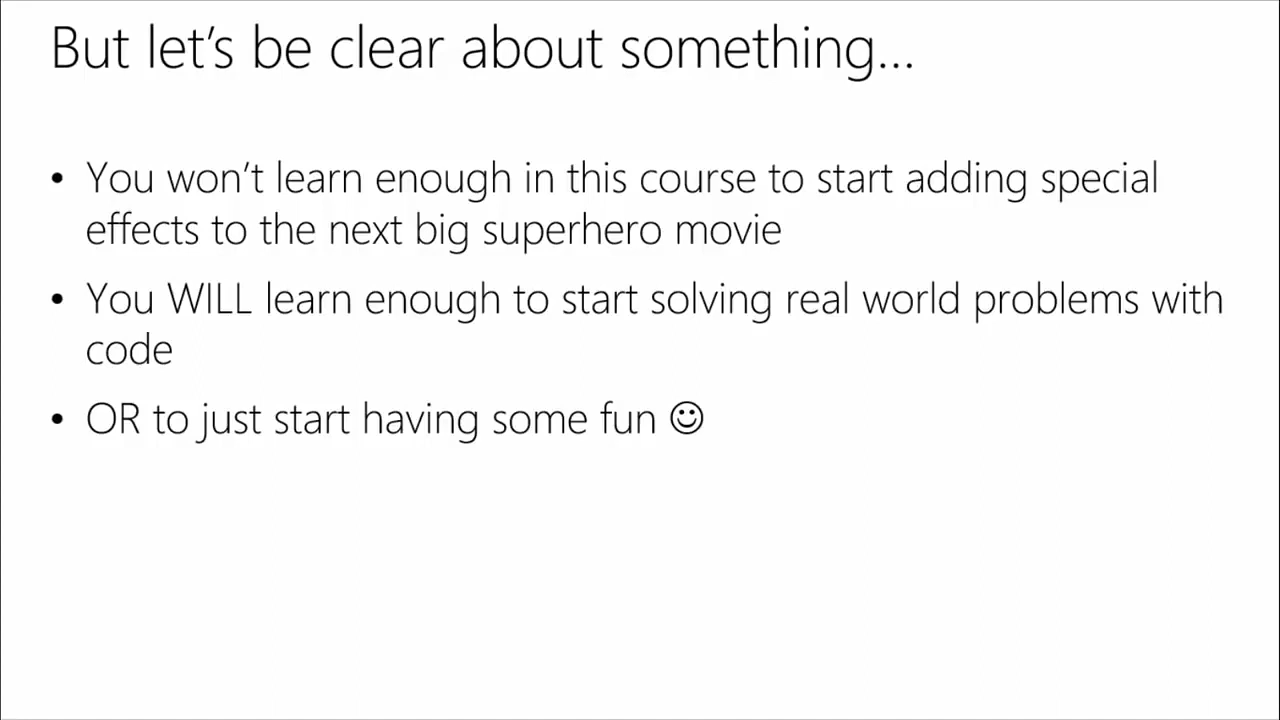 But let’s be clear about something...
• You won’t learn enough in this course to start adding special
effects to the next big superhero movie
• You WILL learn enough to start solving real world problems with
code
• OR to just start having some fun ☺